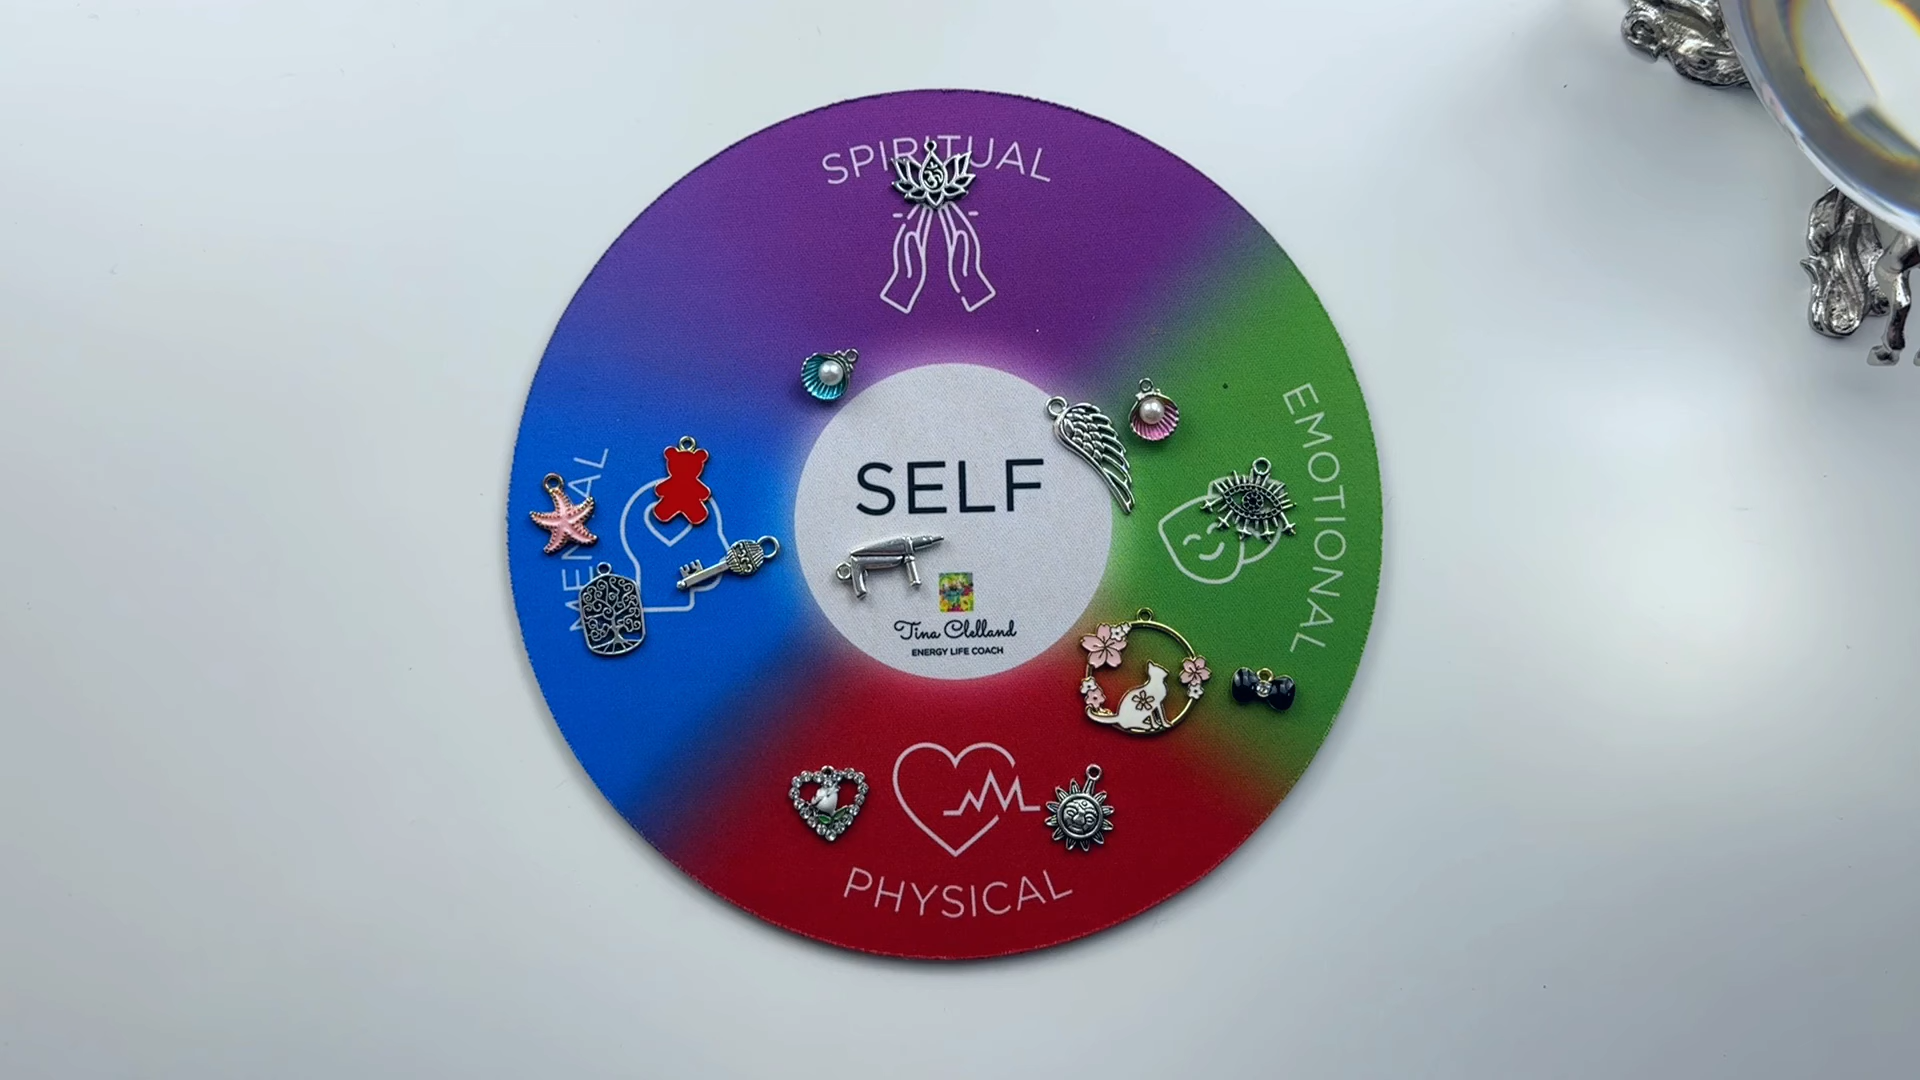 SPIRITUAL
EMOTIONAL
MENTAL
SELF
Tina Clelland
ENERGY LIFE COACH
PHYSICAL